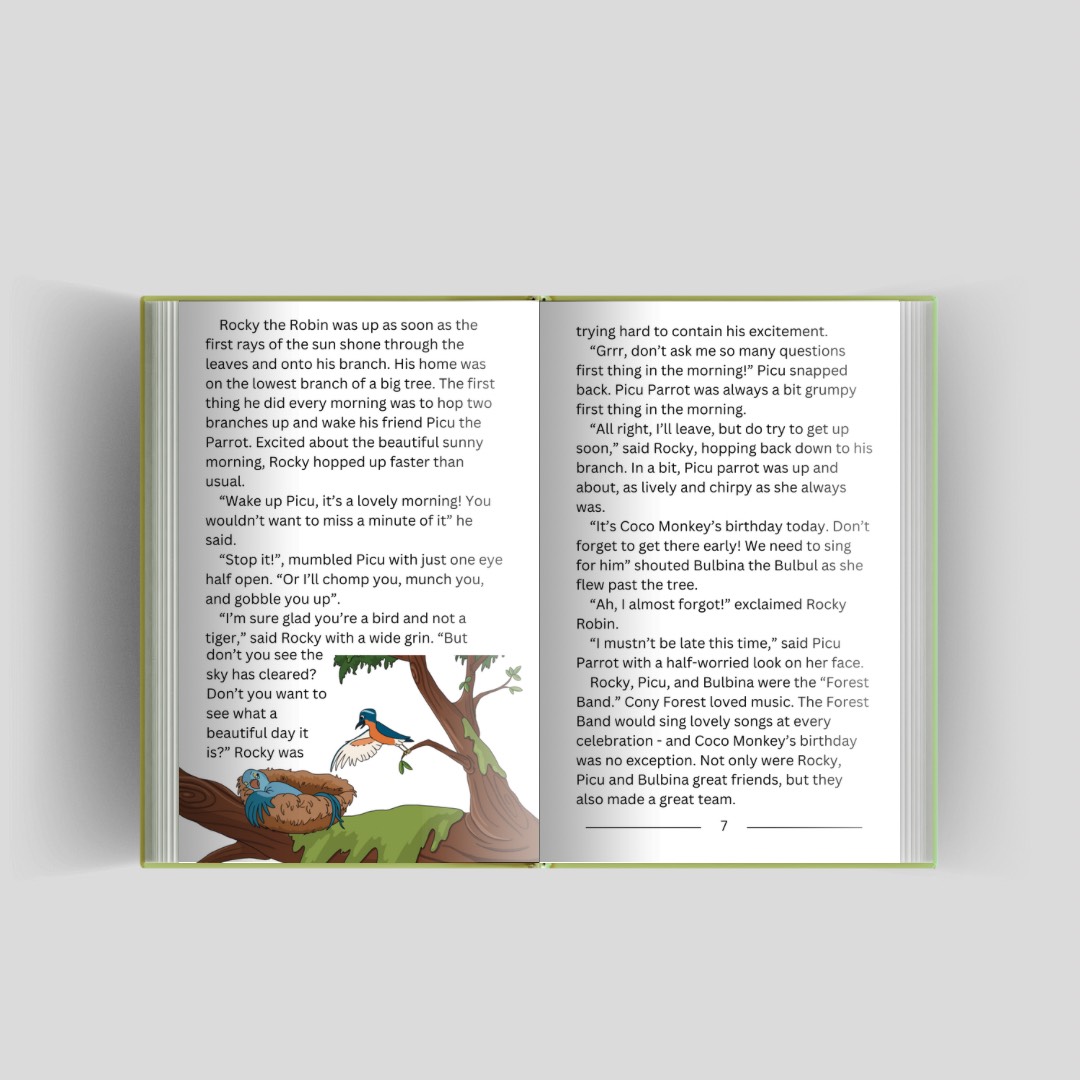 Rocky the Robin was up as soon as the
first rays of the sun shone through the
leaves and onto his branch. His home was
on the lowest branch of a big tree. The first
thing he did every morning was to hop two
branches up and wake his friend Picu the
Parrot. Excited about the beautiful sunny
morning, Rocky hopped up faster than
usual.
“Wake up Picu, it’s a lovely morning! You
wouldn’t want to miss a minute of it” he
said.
“Stop it!”, mumbled Picu with just one eye
half open. “Or I’ll chomp you, munch you,
and gobble you up”.
“I’m sure glad you’re a bird and not a
tiger,” said Rocky with a wide grin. “But
don’t you see the
sky has cleared?
Don’t you want to
see what a
beautiful day it
is?” Rocky was
trying hard to contain his excitement.
“Grrr, don’t ask me so many questions
first thing in the morning!” Picu snapped
back. Picu Parrot was always a bit grumpy
first thing in the morning.
“All right, I’ll leave, but do try to get up
soon,” said Rocky, hopping back down to his
branch. In a bit, Picu parrot was up and
about, as lively and chirpy as she always
was.
“It’s Coco Monkey’s birthday today. Don’t
forget to get there early! We need to sing
for him” shouted Bulbina the Bulbul as she
flew past the tree.
“Ah, I almost forgot!” exclaimed Rocky
Robin.
“I mustn’t be late this time,” said Picu
Parrot with a half-worried look on her face.
Rocky, Picu, and Bulbina were the “Forest
Band.” Cony Forest loved music. The Forest
Band would sing lovely songs at every
celebration - and Coco Monkey’s birthday
was no exception. Not only were Rocky,
Picu and Bulbina great friends, but they
also made a great team.
7